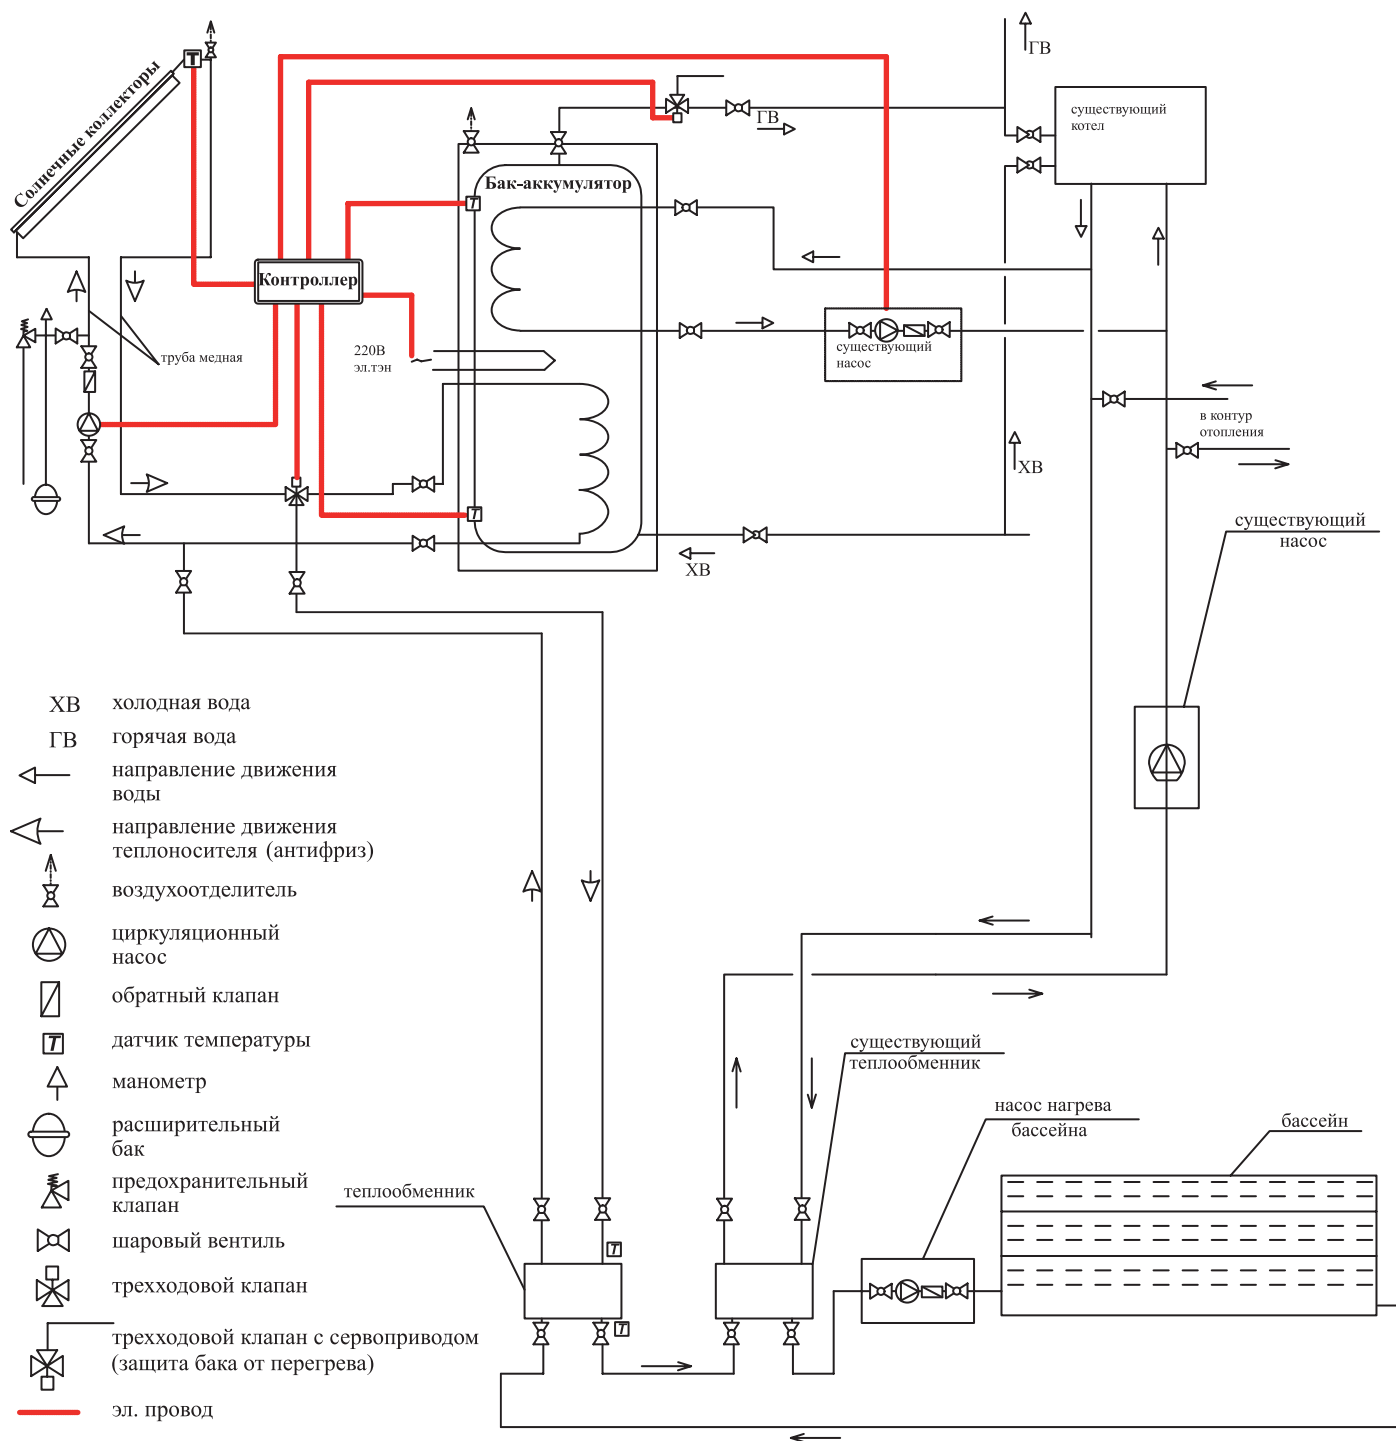 ГВ
T
Солнечные коллекторы
существующий
котел
ГВ
Бак-аккумулятор
T
Контроллер
труба медная
220В
эл.тэн
существующий
насос
в контур
отопления
ХВ
T
ХВ
существующий
насос
ХВ холодная вода
ГВ горячая вода
направление движения
воды
направление движения
теплоносителя (антифриз)
воздухоотделитель
циркуляционный
насос
обратный клапан
T датчик температуры
манометр
расширительный
бак
предохранительный
клапан
шаровый вентиль
трехходовой клапан
трехходовой клапан с сервоприводом
(защита бака от перегрева)
эл. провод
существующий
теплообменник
насос нагрева
бассейна
бассейн
теплообменник
T
T